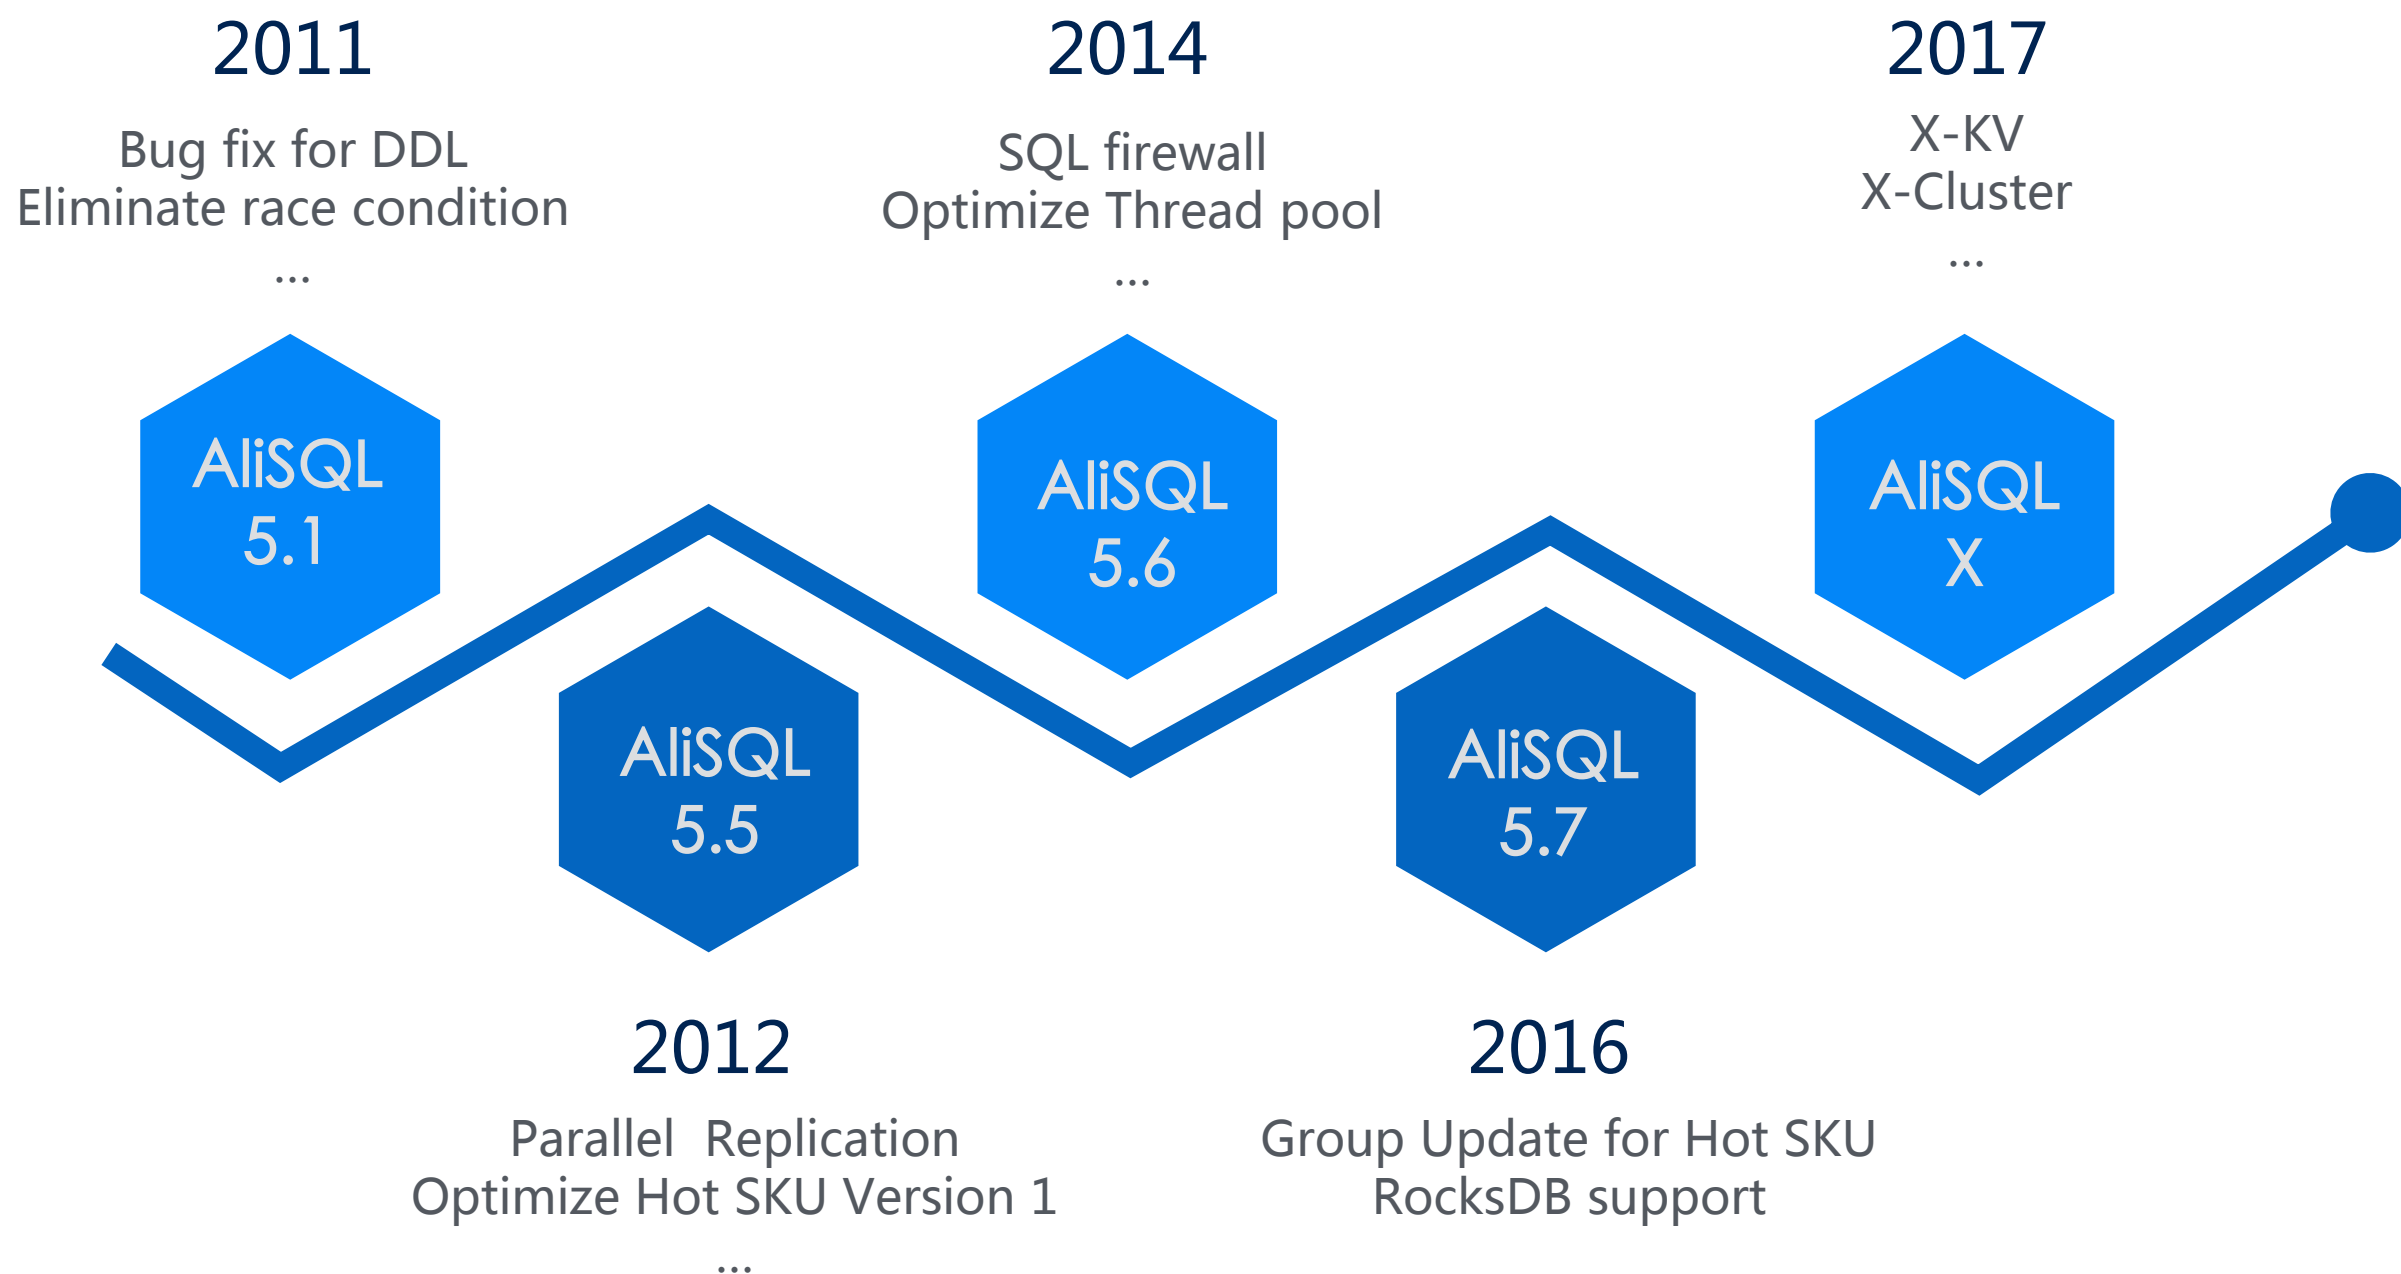 2011
Bug fix for DDL
Eliminate race condition
...
AliSQL
5.1
2012
Parallel  Replication
Optimize Hot SKU Version 1
...
AliSQL
5.5
2014
SQL firewall
Optimize Thread pool
...
AliSQL
5.6
2016
Group Update for Hot SKU
RocksDB support
AliSQL
5.7
2017
X-KV
X-Cluster
...
AliSQL
X